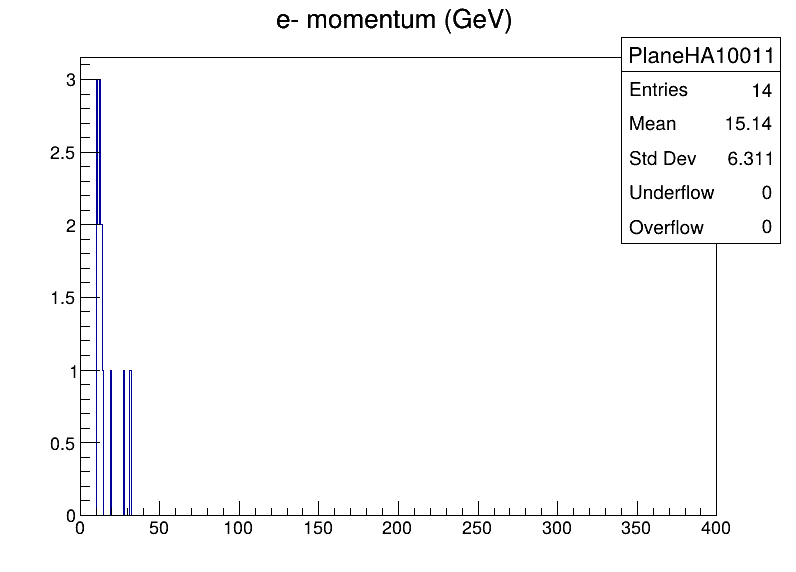 e- momentum (GeV)
PlaneHA10011
Entries 14
Mean 15.14
Std Dev 6.311
Underflow 0
Overflow 0
3
2.5
2
1.5
1
0.5
0
0 50 100 150 200 250 300 350 400